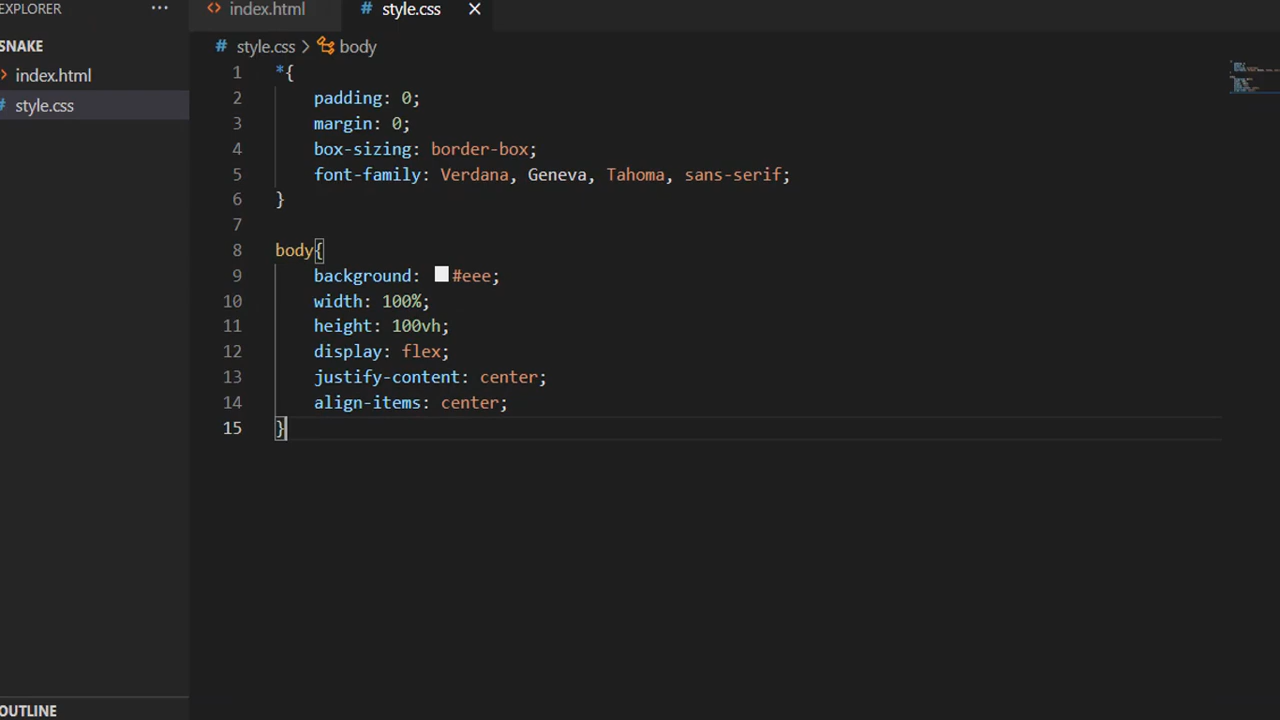 EXPLORER ···
SNAKE
index.html
style.css
OUTLINE
index.html
style.css
style.css > body
1 *{
2 padding: 0;
3 margin: 0;
4 box-sizing: border-box;
5 font-family: Verdana, Geneva, Tahoma, sans-serif;
6 }
7
8 body{
9 background: #eee;
10 width: 100%;
11 height: 100vh;
12 display: flex;
13 justify-content: center;
14 align-items: center;
15 }